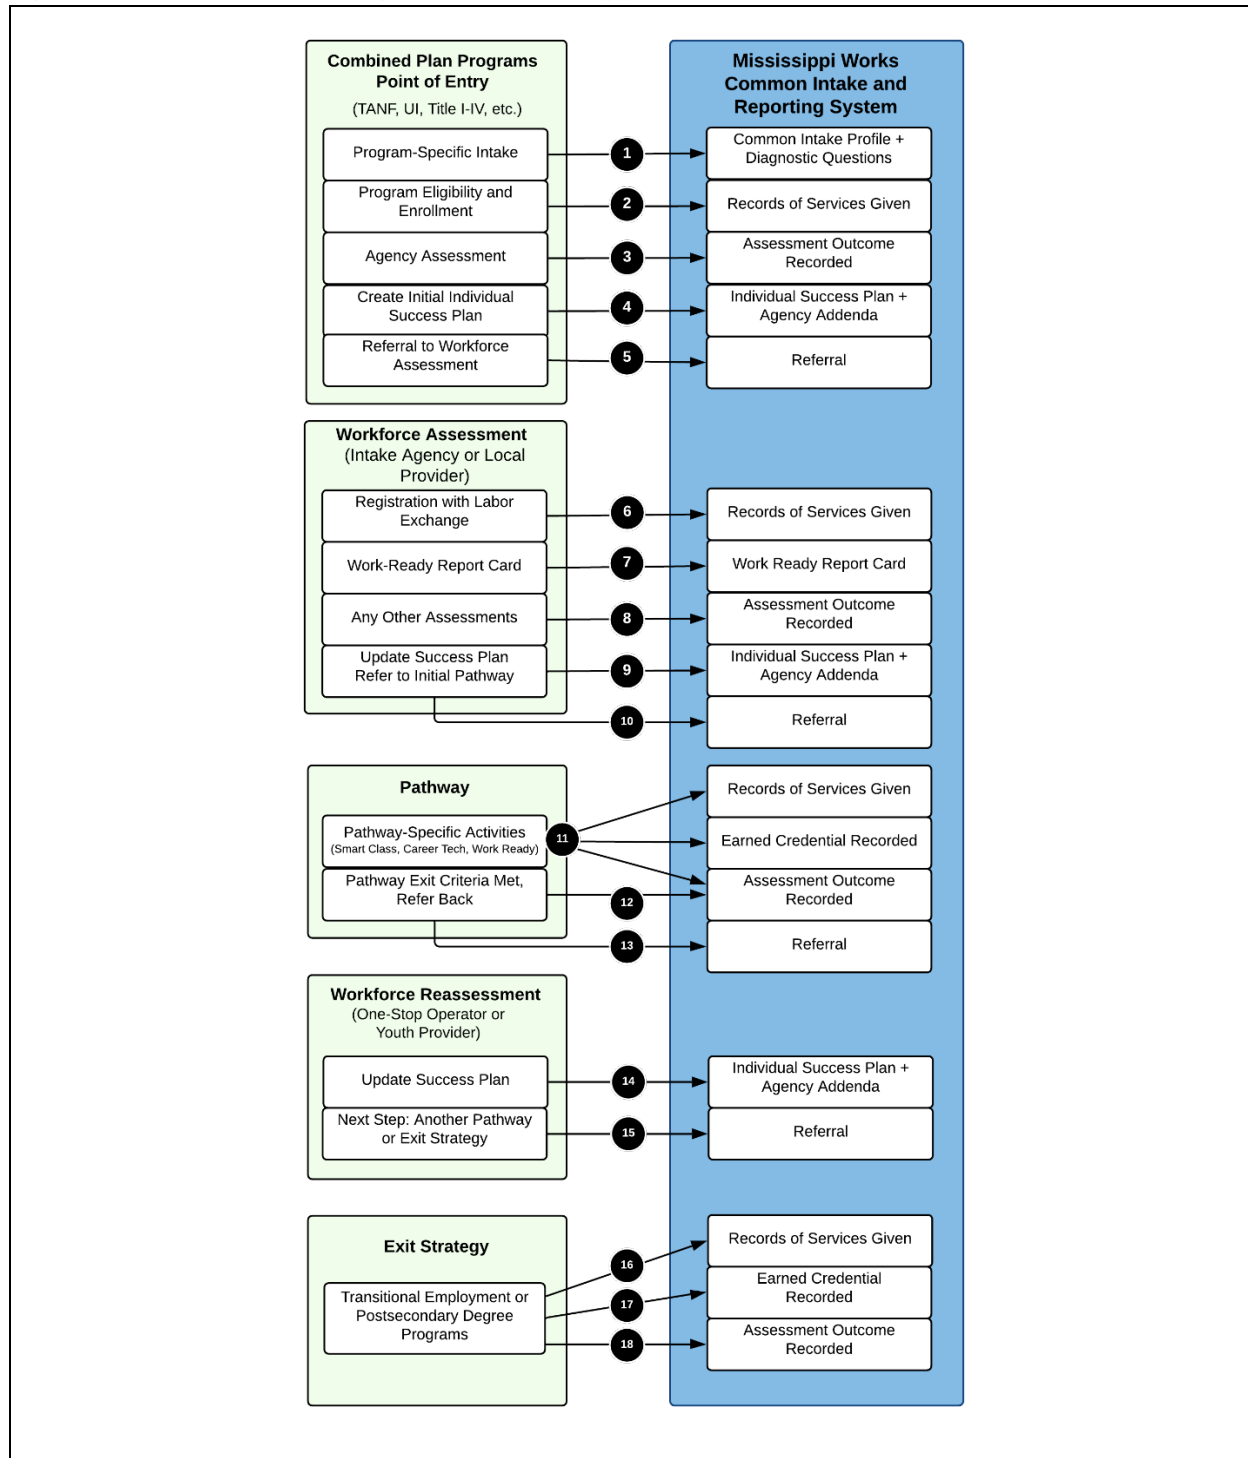 Combined Plan Programs
Point of Entry
(TANF, UI, Title I-IV, etc.)
Mississippi Works
Common Intake and
Reporting System
Program-Specific Intake
1
Common Intake Profile +
Diagnostic Questions
Program Eligibility and
Enrollment
2
Records of Services Given
Agency Assessment
3
Assessment Outcome
Recorded
Create Initial Individual
Success Plan
4
Individual Success Plan +
Agency Addenda
Referral to Workforce
Assessment
5
Referral
Workforce Assessment
(Intake Agency or Local
Provider)
Registration with Labor
Exchange
6
Records of Services Given
Work-Ready Report Card
7
Work Ready Report Card
Any Other Assessments
8
Assessment Outcome
Recorded
Update Success Plan
Refer to Initial Pathway
9
Individual Success Plan +
Agency Addenda
10
Referral
Pathway
Pathway-Specific Activities
(Smart Class, Career Tech, Work Ready)
11
Records of Services Given
Earned Credential Recorded
Pathway Exit Criteria Met,
Refer Back
12
Assessment Outcome
Recorded
13
Referral
Workforce Reassessment
(One-Stop Operator or
Youth Provider)
Update Success Plan
14
Individual Success Plan +
Agency Addenda
Next Step: Another Pathway
or Exit Strategy
15
Referral
Exit Strategy
Transitional Employment or
Postsecondary Degree
Programs
16
Records of Services Given
17
Earned Credential
Recorded
18
Assessment Outcome
Recorded